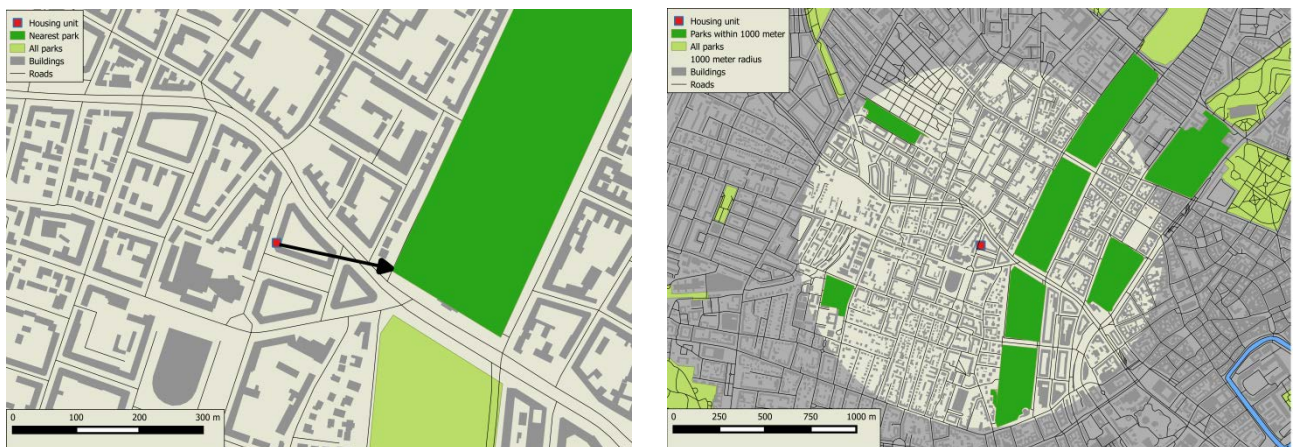 Housing unit
Nearest park
All parks
Buildings
Roads
0 100 200 300 m
Housing unit
Parks within 1000 meter
All parks
1000 meter radius
Buildings
Roads
0 250 500 750 1000 m